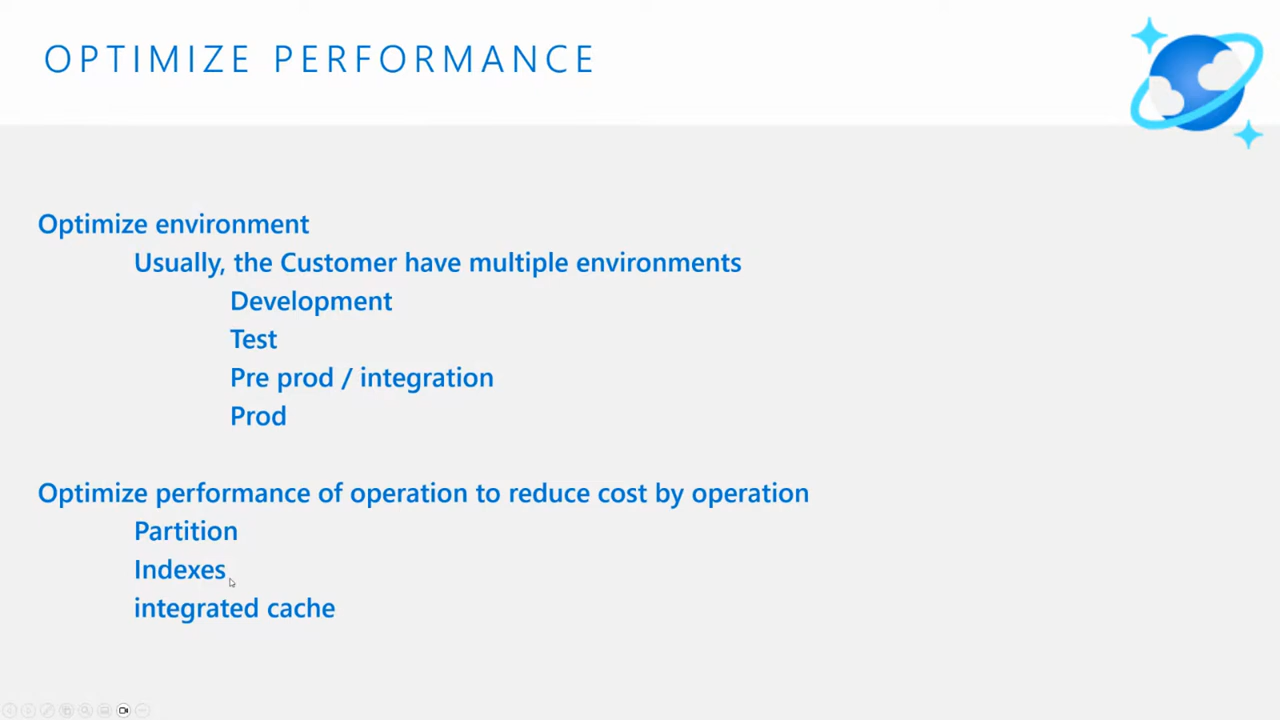 OPTIMIZE PERFORMANCE
Optimize environment
Usually, the Customer have multiple environments
Development
Test
Pre prod / integration
Prod
Optimize performance of operation to reduce cost by operation
Partition
Indexes
integrated cache